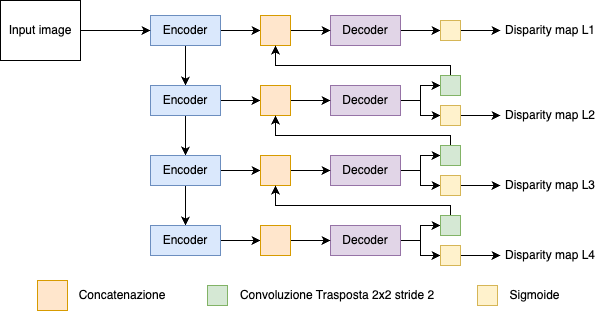 Input image
Encoder
Decoder
Disparity map L1
Encoder
Decoder
Disparity map L2
Encoder
Decoder
Disparity map L3
Encoder
Decoder
Disparity map L4
Concatenazione
Convoluzione Trasposta 2x2 stride 2
Sigmoide